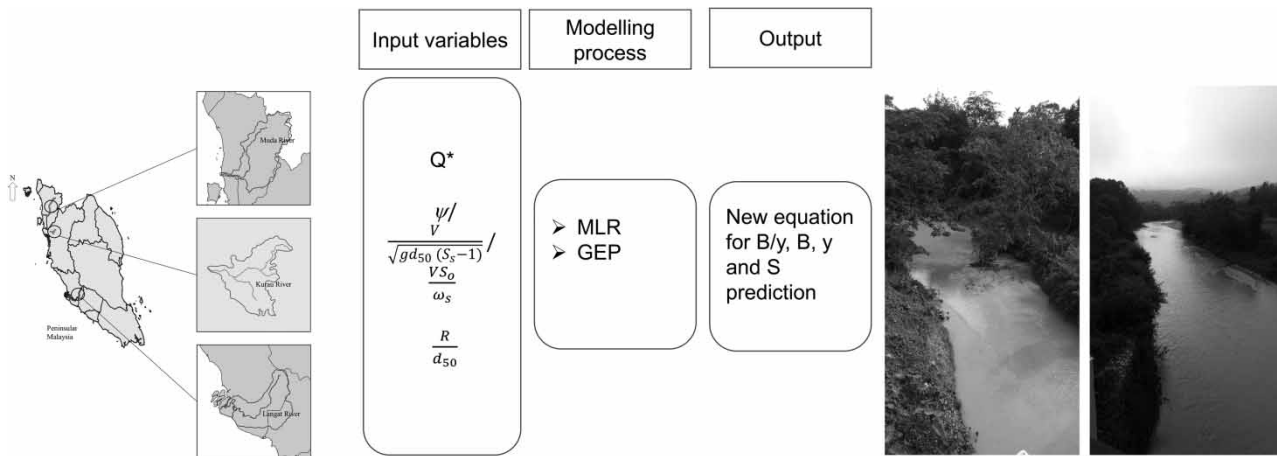 N
Peninsular
Malaysia
Muda River
Kurau River
Langat River
Input variables
Q*
ψ/
V
√gd50 (Ss−1) /
VSo
ωs
R
d50
Modelling
process
➢ MLR
➢ GEP
Output
New equation
for B/y, B, y
and S
prediction